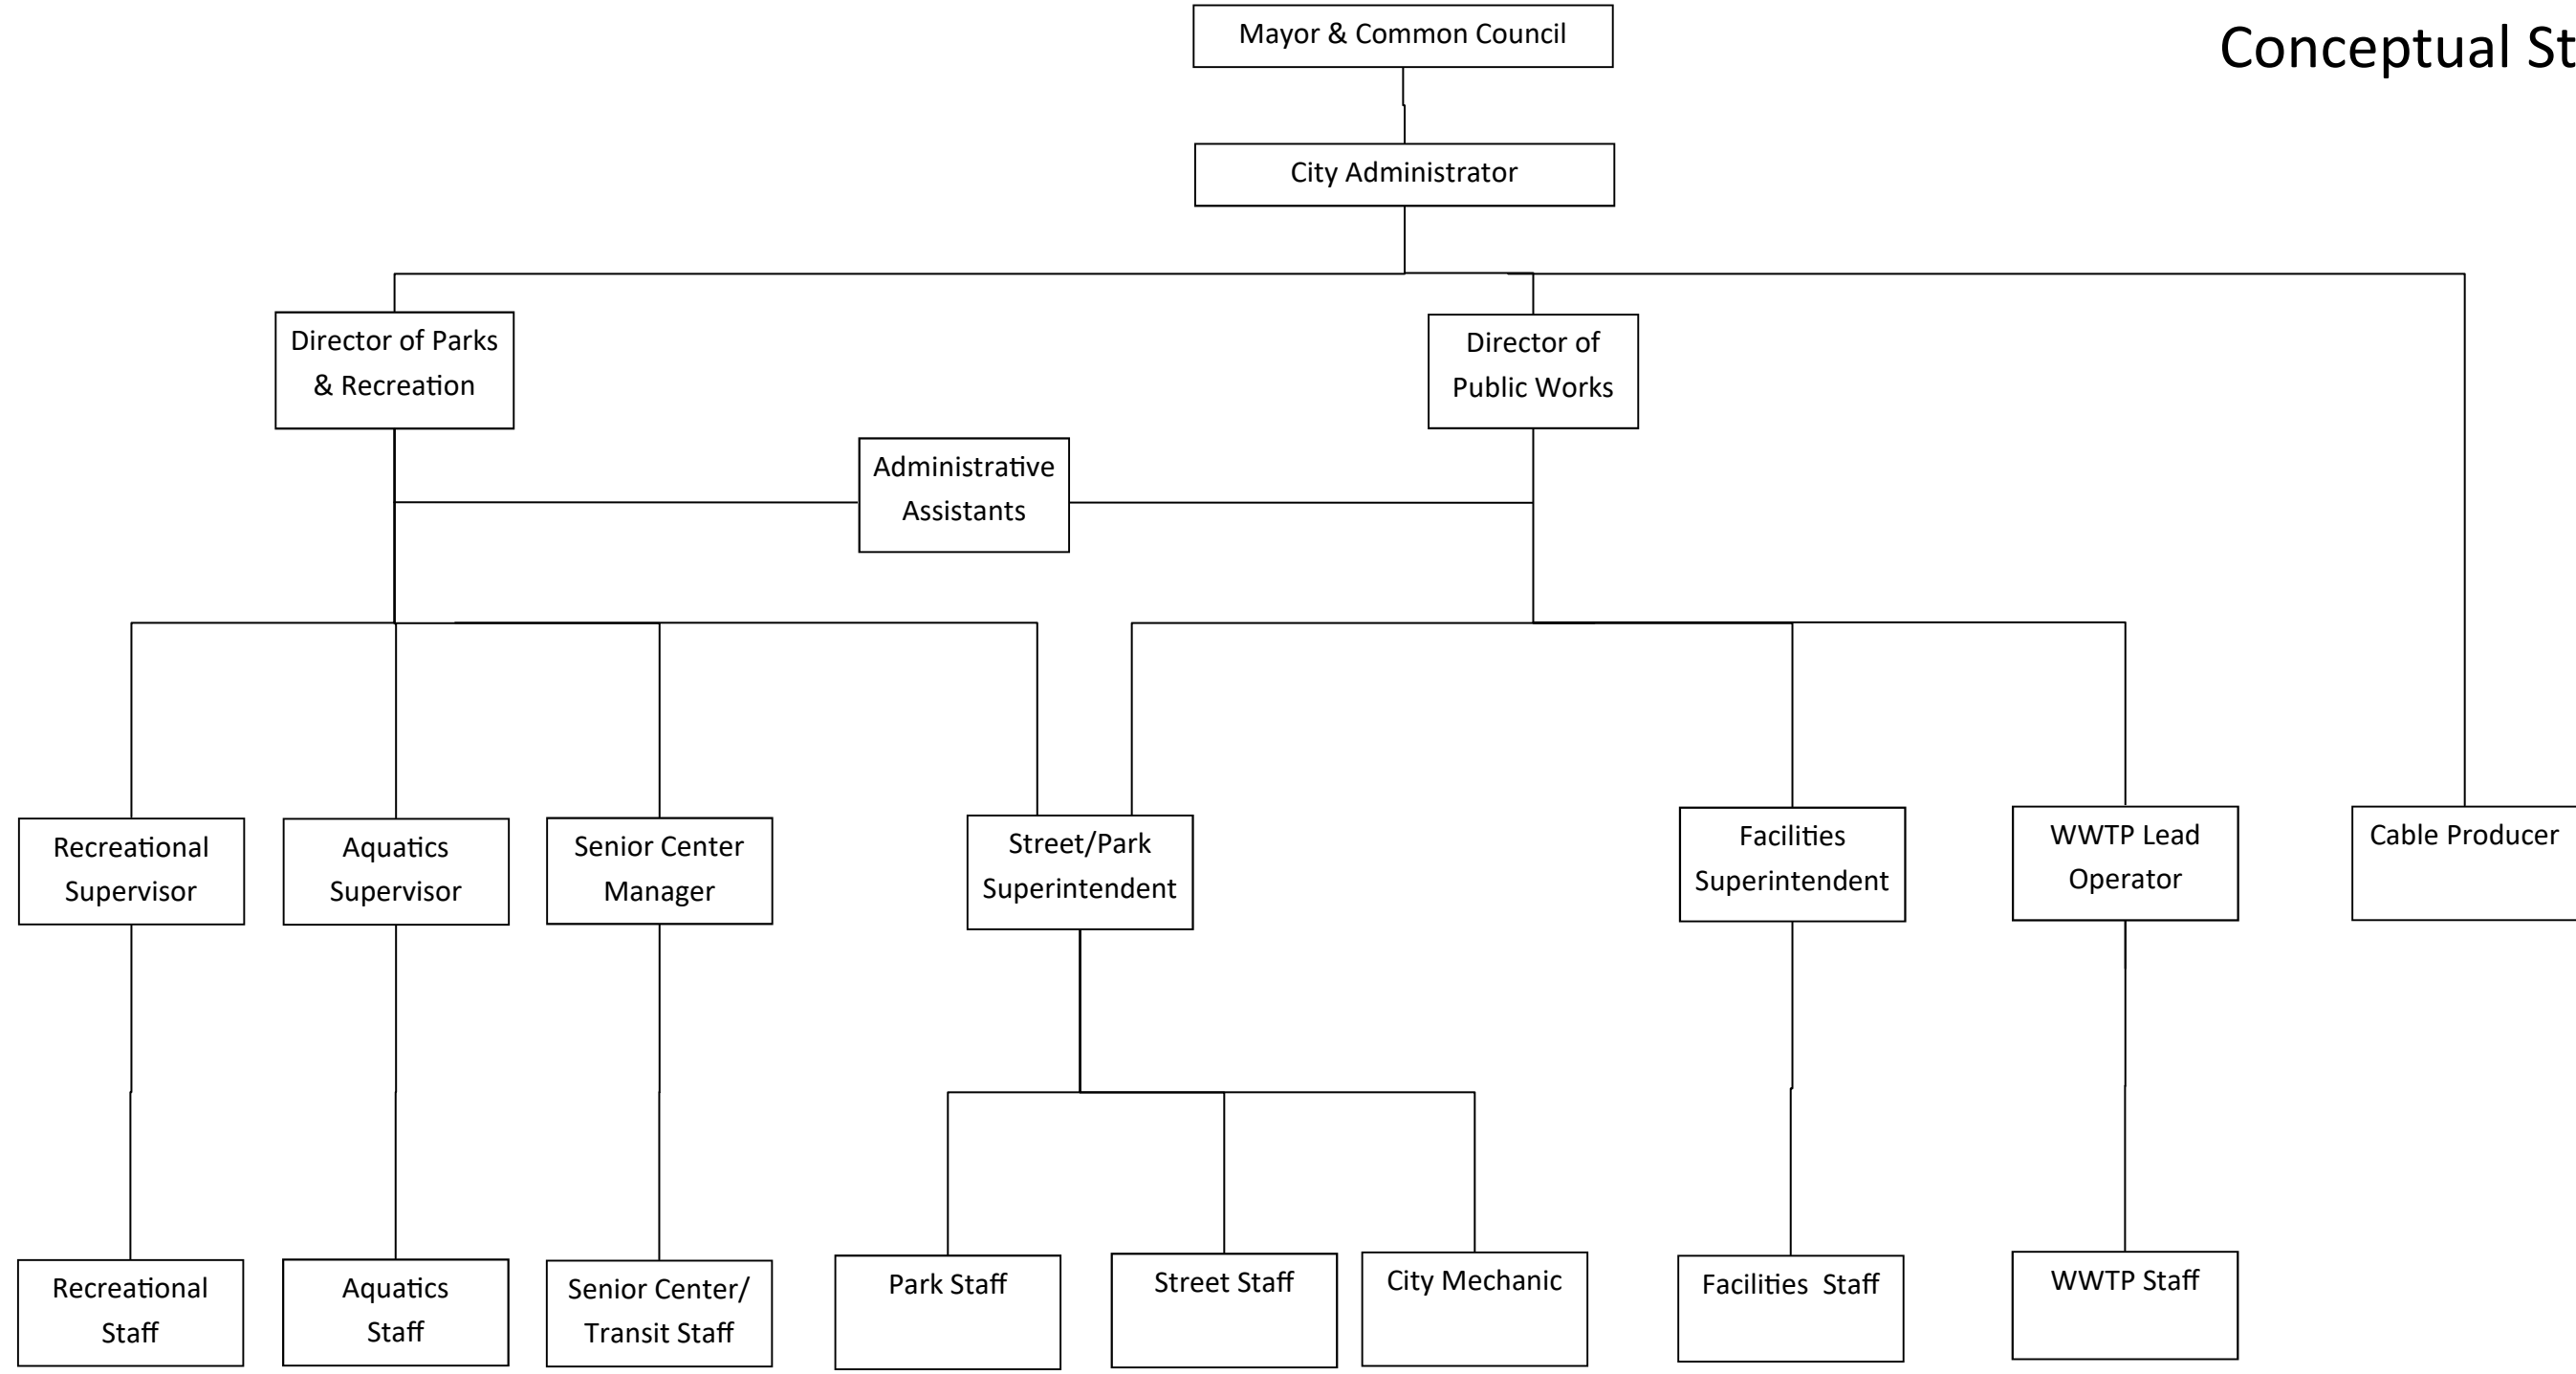 Mayor & Common Council
Conceptual St
City Administrator
Director of Parks
& Recreation
Director of
Public Works
Administrative
Assistants
Recreational
Supervisor
Aquatics
Supervisor
Senior Center
Manager
Street/Park
Superintendent
Facilities
Superintendent
WWTP Lead
Operator
Cable Producer
Recreational
Staff
Aquatics
Staff
Senior Center/
Transit Staff
Park Staff
Street Staff
City Mechanic
Facilities  Staff
WWTP Staff